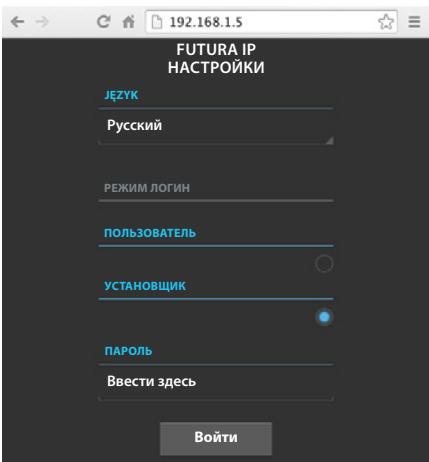 192.168.1.5
FUTURA IP
НАСТРОЙКИ
JĘZYK
Русский
РЕЖИМ ЛОГИН
ПОЛЬЗОВАТЕЛЬ
УСТАНОВЩИК
ПАРОЛЬ
Ввести здесь
Войти